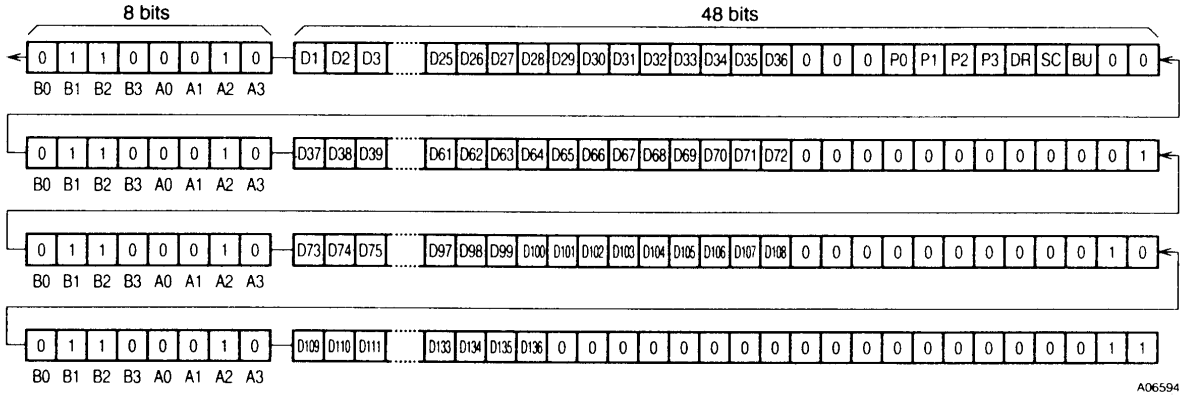 8 bits 48 bits
0 1 1 0 0 0 1 0 D1 D2 D3 ...... D25 D26 D27 D28 D29 D30 D31 D32 D33 D34 D35 D36 0 0 0 P0 P1 P2 P3 DR SC BU 0 0
B0 B1 B2 B3 A0 A1 A2 A3
0 1 1 0 0 0 1 0 D37 D38 D39 ...... D61 D62 D63 D64 D65 D66 D67 D68 D69 D70 D71 D72 0 0 0 0 0 0 0 0 0 0 0 1
B0 B1 B2 B3 A0 A1 A2 A3
0 1 1 0 0 0 1 0 D73 D74 D75 ...... D97 D98 D99 D100 D101 D102 D103 D104 D105 D106 D107 D108 0 0 0 0 0 0 0 0 0 0 1 0
B0 B1 B2 B3 A0 A1 A2 A3
0 1 1 0 0 0 1 0 D109 D110 D111 ...... D133 D134 D135 D136 0 0 0 0 0 0 0 0 0 0 0 0 0 0 0 0 0 0 1 1
B0 B1 B2 B3 A0 A1 A2 A3
A06594